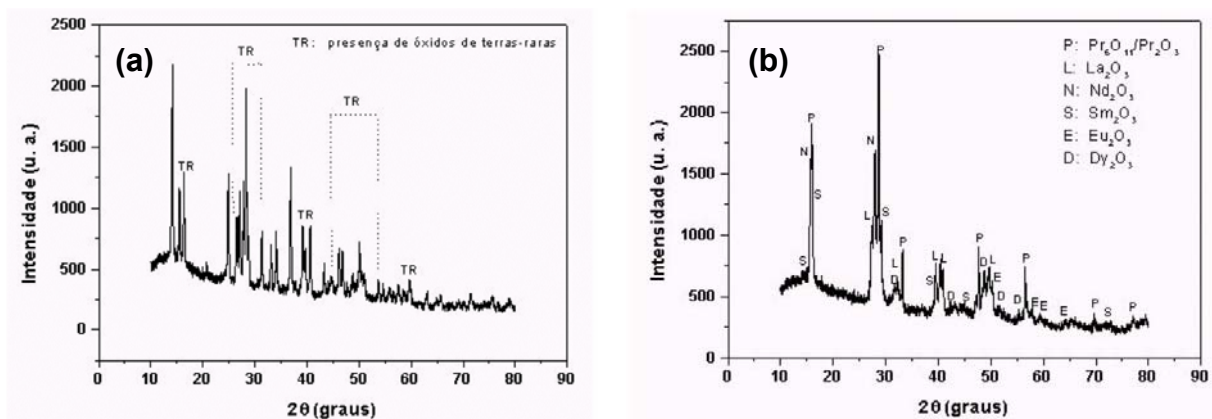 (a)
TR: presença de óxidos de terras-raras
TR
TR
TR
TR
TR
Intensidade (u. a.)
2500
2000
1500
1000
500
0
0 10 20 30 40 50 60 70 80 90
2θ (graus)
(b)
P: Pr6O11/Pr2O3
L: La2O3
N: Nd2O3
S: Sm2O3
E: Eu2O3
D: Dy2O3
P
P
N
N
S
S
L
S
P
L
D
S
L
L
D
S
P
D
L
E
D
D
P
E
E
E
P
S
P
Intensidade (u. a.)
2500
2000
1500
1000
500
0
0 10 20 30 40 50 60 70 80 90
2θ (graus)